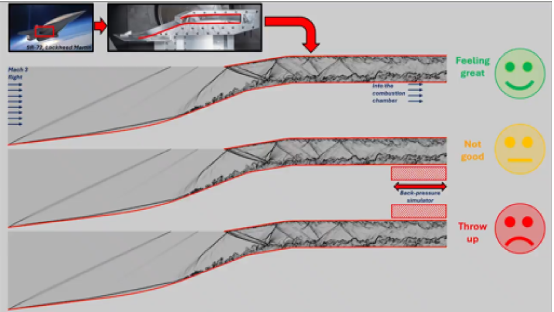 SR-72, Lockheed Martin
Mach 3
flight
Into the
combustion
chamber
Feeling
great
Not
good
Back-pressure
simulator
Throw
up